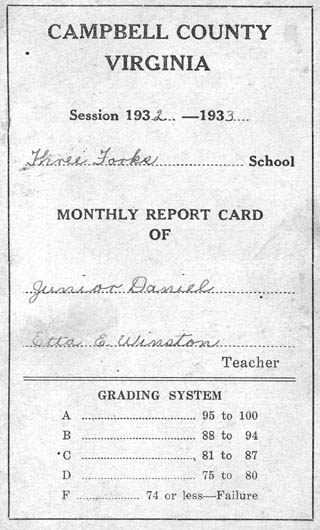 CAMPBELL COUNTY
VIRGINIA
Session 1932 —1933
Three Forks School
MONTHLY REPORT CARD
OF
Junior Daniel
Etta E. Winston
Teacher
GRADING SYSTEM
A 95 to 100
B 88 to 94
C 81 to 87
D 75 to 80
F 74 or less—Failure